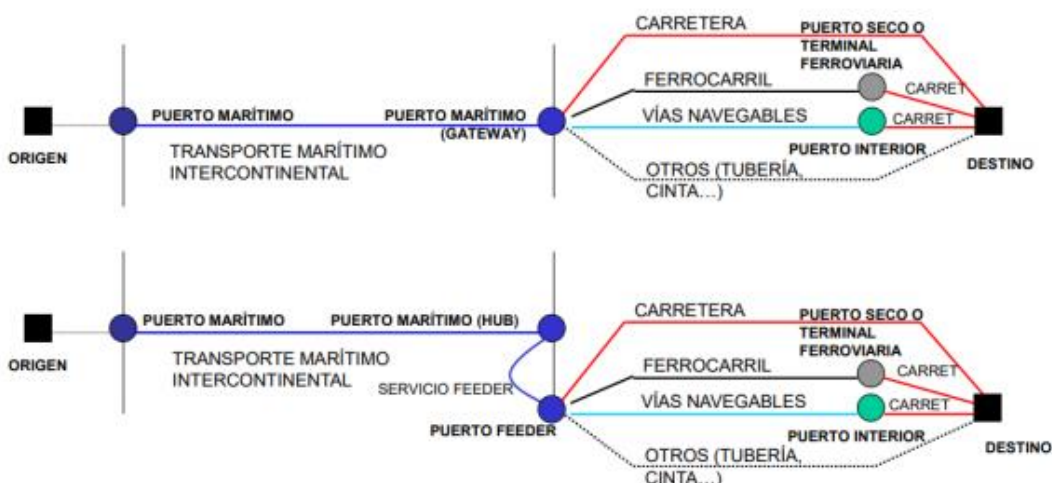 CARRETERA
PUERTO SECO O
TERMINAL
FERROVIARIA
FERROCARRIL
CARRET
PUERTO MARÍTIMO
PUERTO MARÍTIMO
(GATEWAY)
VÍAS NAVEGABLES
CARRET
ORIGEN
TRANSPORTE MARÍTIMO
INTERCONTINENTAL
PUERTO INTERIOR
DESTINO
OTROS (TUBERÍA,
CINTA...)
CARRETERA
PUERTO SECO O
TERMINAL
FERROVIARIA
PUERTO MARÍTIMO
PUERTO MARÍTIMO (HUB)
ORIGEN
TRANSPORTE MARÍTIMO
INTERCONTINENTAL
FERROCARRIL
CARRET
SERVICIO FEEDER
VÍAS NAVEGABLES
CARRET
PUERTO FEEDER
PUERTO INTERIOR
DESTINO
OTROS (TUBERÍA,
CINTA...)